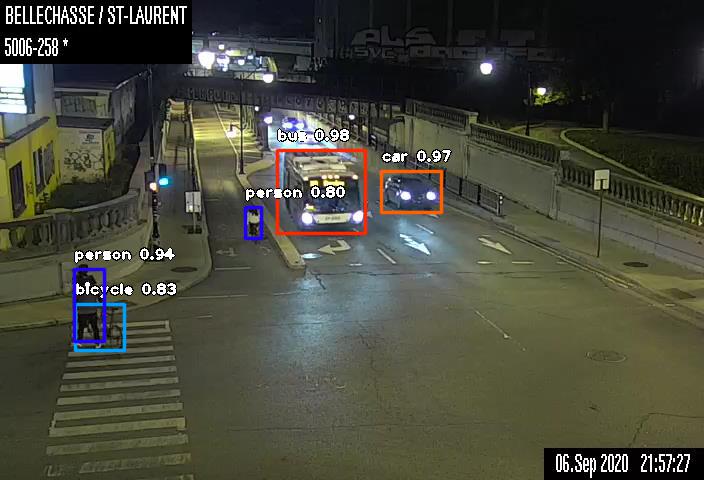 BELLECHASSE / ST-LAURENT
5006-258 *
bus 0.98
car 0.97
person 0.80
person 0.94
bicycle 0.83
06.Sep 2020 21:57:27